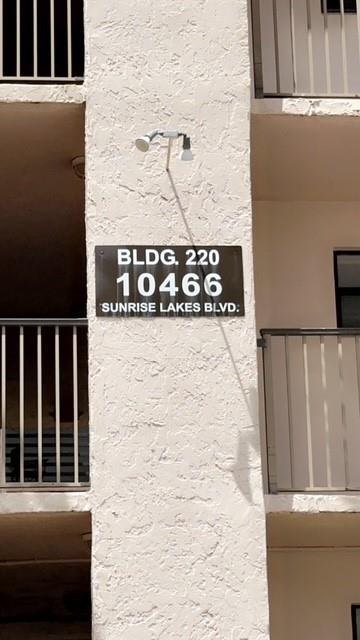 BLDG. 220
10466
SUNRISE LAKES BLVD.